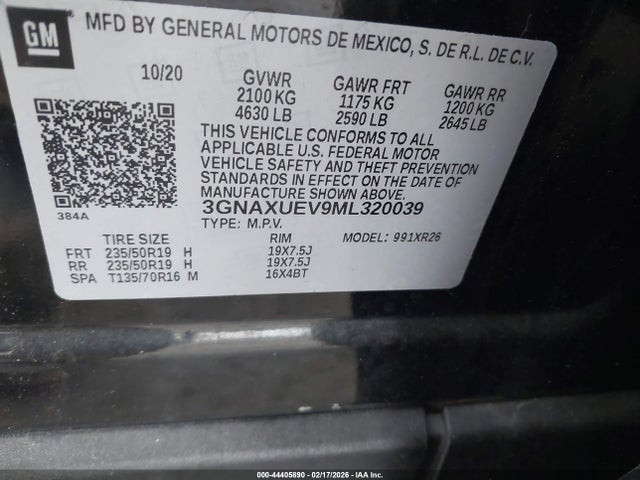 GM
MFD BY GENERAL MOTORS DE MEXICO, S. DE R.L. DE C.V.
10/20 GVWR GAWR FRT GAWR RR
2100 KG 1175 KG 1200 KG
4630 LB 2590 LB 2645 LB
THIS VEHICLE CONFORMS TO ALL
APPLICABLE U.S. FEDERAL MOTOR
VEHICLE SAFETY AND THEFT PREVENTION
STANDARDS IN EFFECT ON THE DATE OF
MANUFACTURE SHOWN ABOVE.
384A
3GNAXUEV9ML320039
TYPE: M.P.V. MODEL: 991XR26
TIRE SIZE RIM
FRT 235/50R19 H 19X7.5J
RR 235/50R19 H 19X7.5J
SPA T135/70R16 M 16X4BT
000-44405890 - 02/17/2026 - IAA Inc.